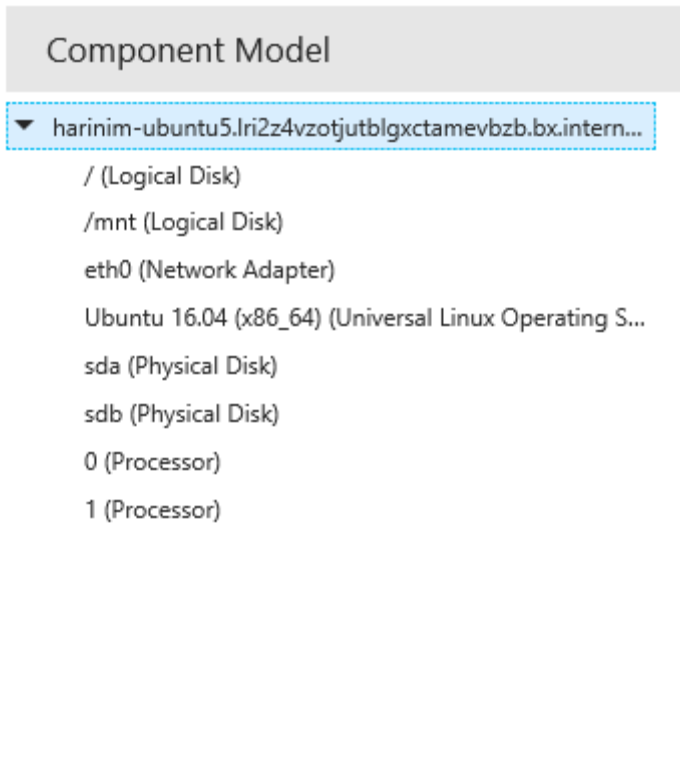 Component Model
harinim-ubuntu5.lri2z4vzotjutblgxctamevbzb.bx.intern...
/ (Logical Disk)
/mnt (Logical Disk)
eth0 (Network Adapter)
Ubuntu 16.04 (x86_64) (Universal Linux Operating S...
sda (Physical Disk)
sdb (Physical Disk)
0 (Processor)
1 (Processor)